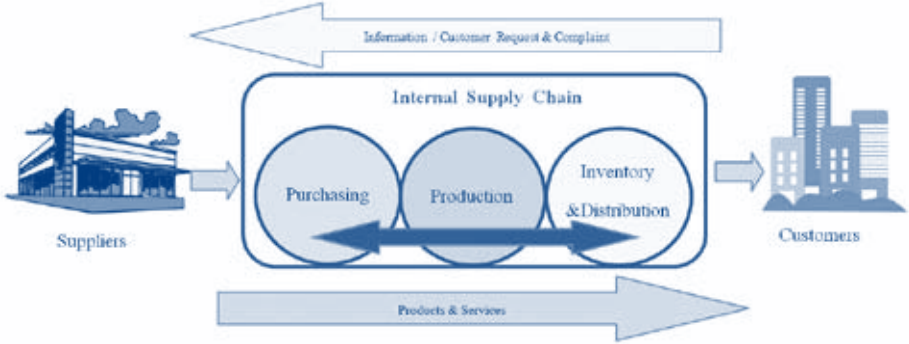 Information / Customer Request & Complaint
Internal Supply Chain
Purchasing
Production
Inventory
&Distribution
Suppliers
Customers
Products & Services